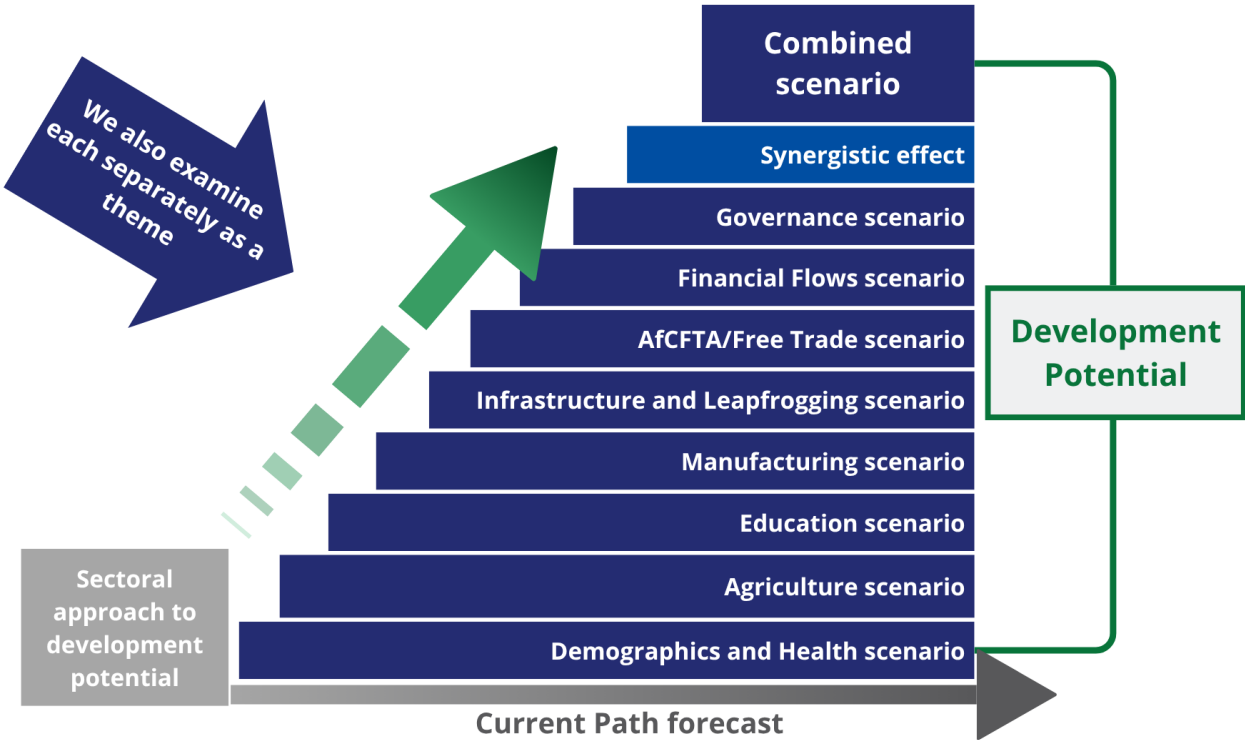 We also examine
each separately as a
theme
Combined
scenario
Synergistic effect
Governance scenario
Financial Flows scenario
AfCFTA/Free Trade scenario
Infrastructure and Leapfrogging scenario
Manufacturing scenario
Education scenario
Agriculture scenario
Demographics and Health scenario
Development
Potential
Sectoral
approach to
development
potential
Current Path forecast